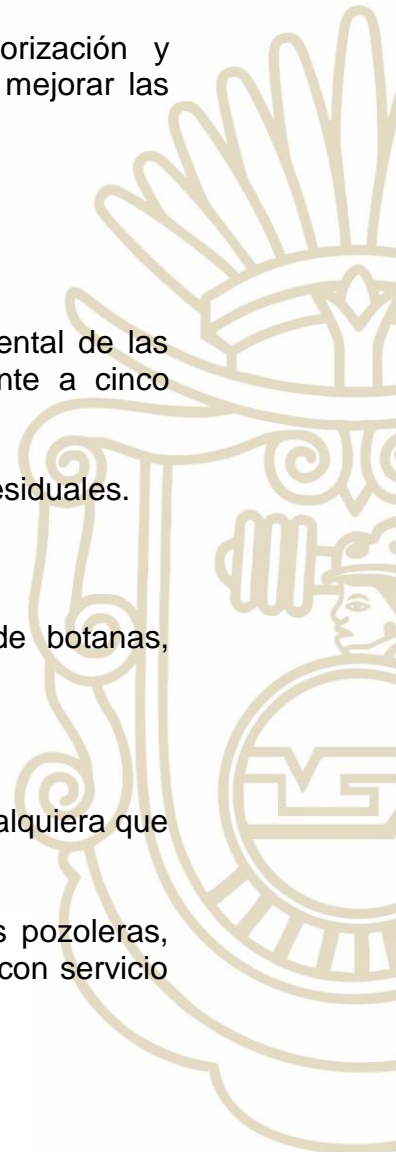 orización y
mejorar las
ental de las
nte a cinco
esiduales.
de botanas,
alquiera que
s pozoleras,
con servicio